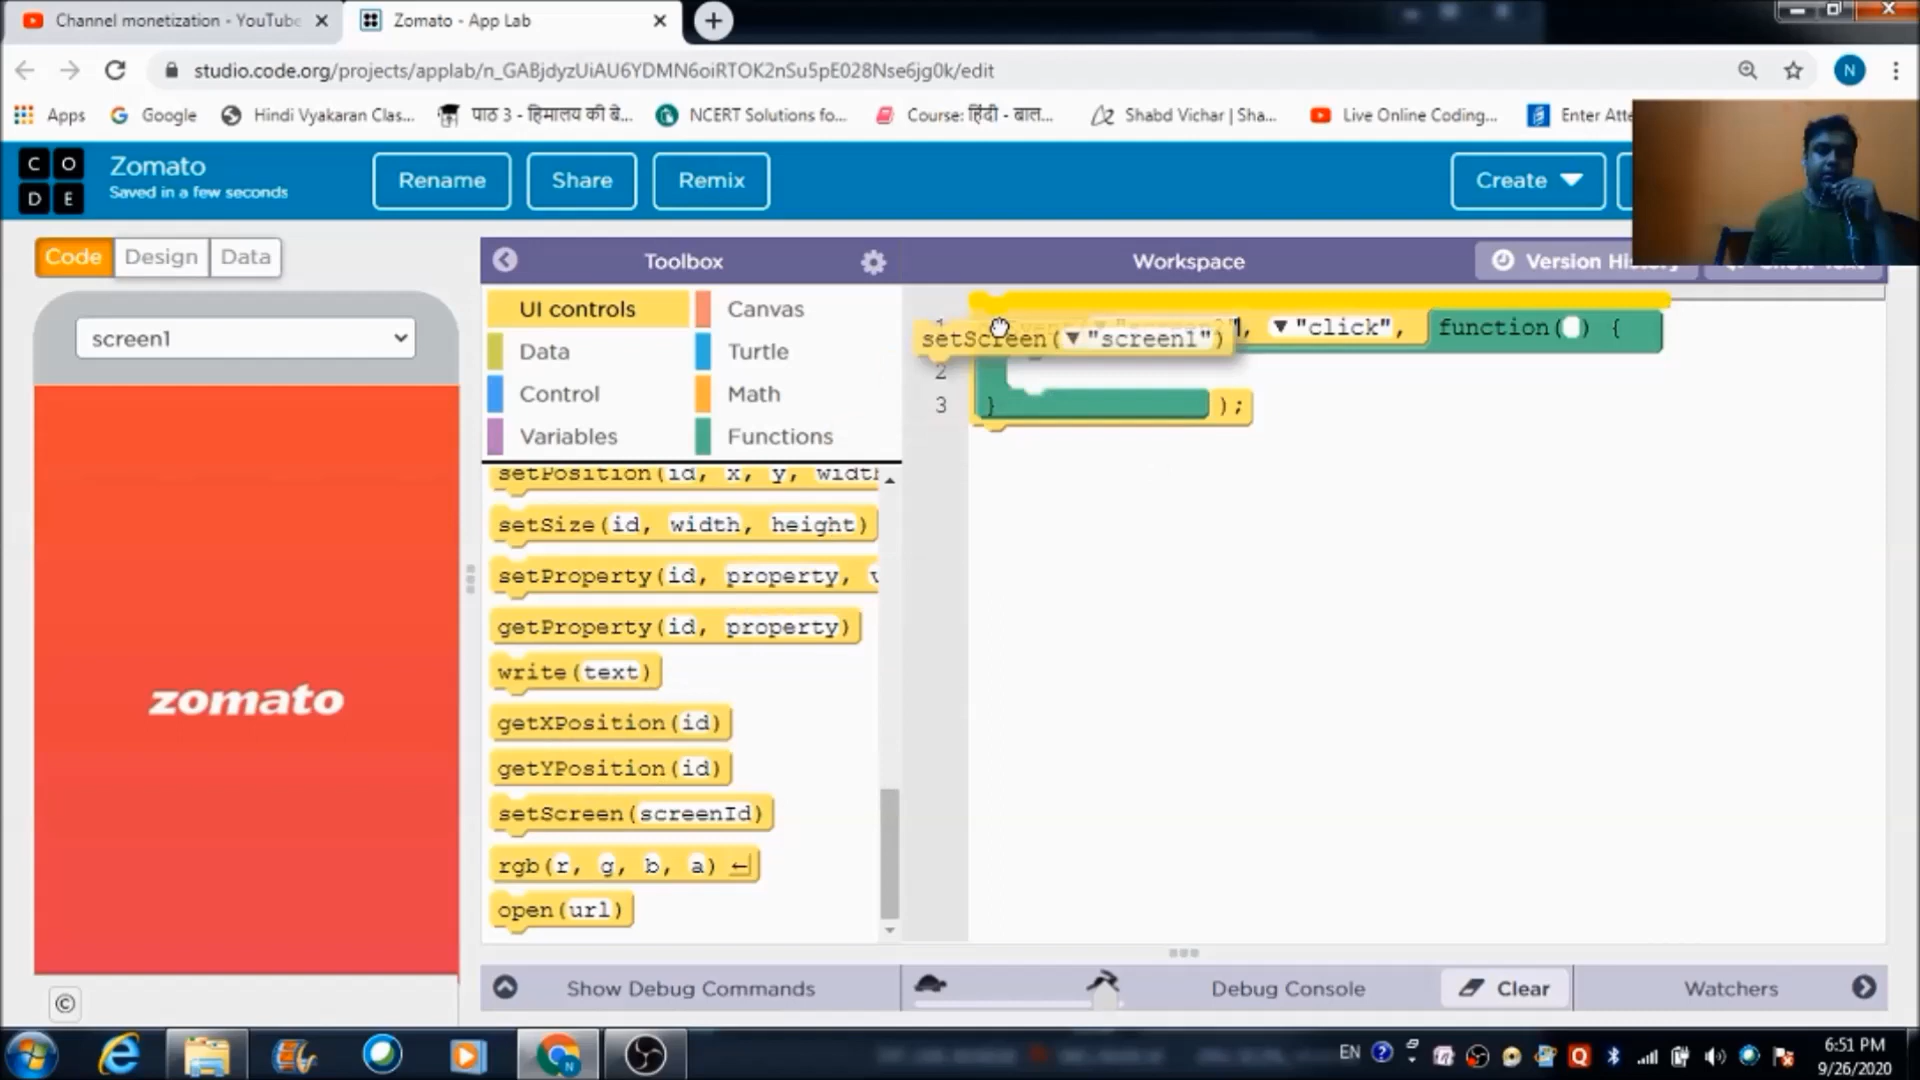 Channel monetization - YouTube
Zomato - App Lab
studio.code.org/projects/applab/n_GABjdyzUiAU6YDMN6oiRTOK2nSu5pE028Nse6jg0k/edit
N
Apps
Google
Hindi Vyakaran Clas...
पाठ 3 - हिमालय की बे...
NCERT Solutions fo...
Course: हिंदी - बाल...
Shabd Vichar | Sha...
Live Online Coding...
Enter Atte
C O D E
Zomato
Saved in a few seconds
Rename
Share
Remix
Create
Code
Design
Data
Toolbox
Workspace
Version History
screen1
UI controls
Canvas
Data
Turtle
Control
Math
Variables
Functions
setPosition(id, x, y, width
setSize(id, width, height)
setProperty(id, property, v
getProperty(id, property)
write(text)
getXPosition(id)
getYPosition(id)
setScreen(screenId)
rgb(r, g, b, a)
open(url)
"click", function( ) {
setScreen( "screen1")
2
3 } );
zomato
©
Show Debug Commands
Debug Console
Clear
Watchers
EN
6:51 PM
9/26/2020